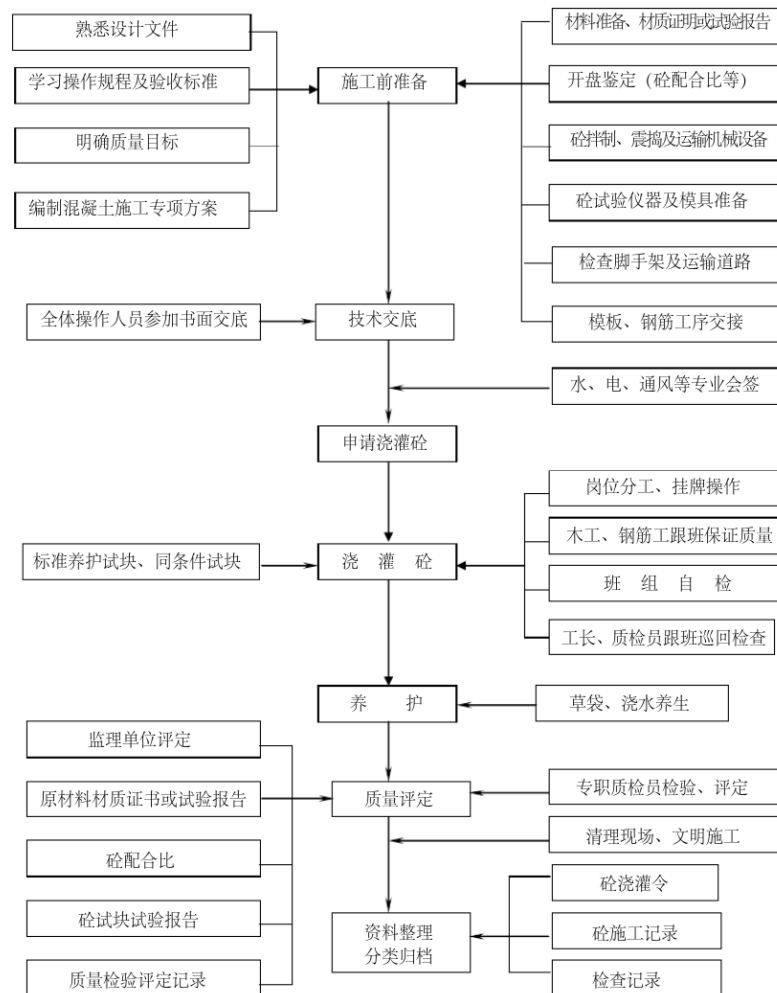 熟悉设计文件
材料准备、材质证明或试验报告
学习操作规程及验收标准
施工前准备
开盘鉴定（砼配合比等）
明确质量目标
砼拌制、震捣及运输机械设备
编制混凝土施工专项方案
砼试验仪器及模具准备
检查脚手架及运输道路
全体操作人员参加书面交底
技术交底
模板、钢筋工序交接
水、电、通风等专业会签
申请浇灌砼
岗位分工、挂牌操作
木工、钢筋工跟班保证质量
标准养护试块、同条件试块
浇灌砼
班组自检
工长、质检员跟班巡回检查
养护
草袋、浇水养生
监理单位评定
原材料材质证书或试验报告
质量评定
专职质检员检验、评定
清理现场、文明施工
砼配合比
砼浇灌令
砼试块试验报告
资料整理
分类归档
砼施工记录
质量检验评定记录
检查记录